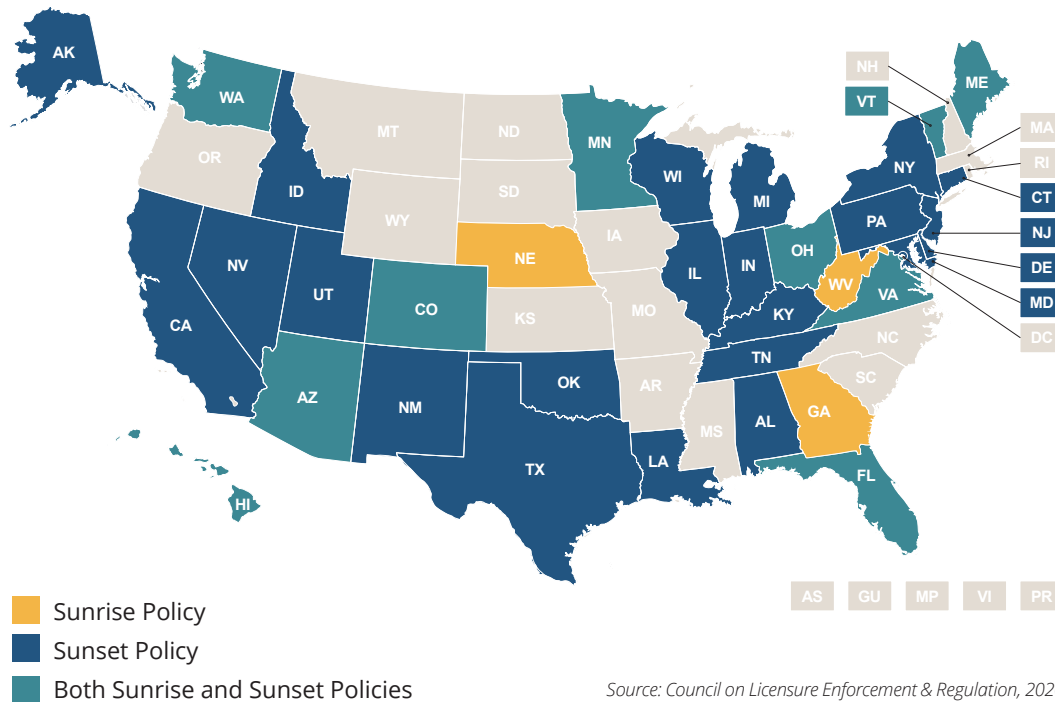 AK
WA
ME
NH
VT
MT
ND
MN
MA
OR
RI
ID
SD
WI
NY
CT
WY
MI
PA
NJ
IA
NE
OH
DE
NV
UT
IL
IN
WV
VA
MD
CO
KS
MO
KY
CA
DC
NC
TN
AZ
NM
OK
AR
SC
MS
AL
GA
TX
LA
FL
HI
AS
GU
MP
VI
PR
Sunrise Policy
Sunset Policy
Both Sunrise and Sunset Policies
Source: Council on Licensure Enforcement & Regulation, 202